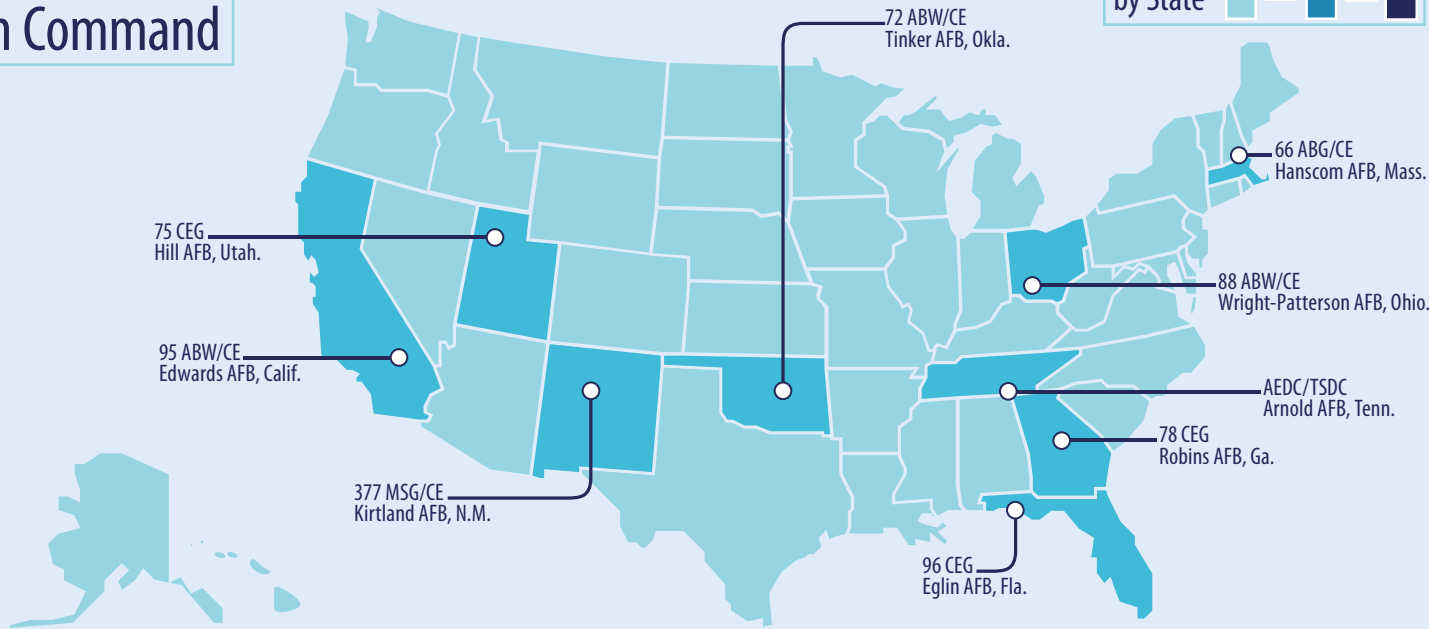 Command
by State
72 ABW/CE
Tinker AFB, Okla.
66 ABG/CE
Hanscom AFB, Mass.
75 CEG
Hill AFB, Utah.
88 ABW/CE
Wright-Patterson AFB, Ohio.
95 ABW/CE
Edwards AFB, Calif.
AEDC/TSDC
Arnold AFB, Tenn.
78 CEG
Robins AFB, Ga.
377 MSG/CE
Kirtland AFB, N.M.
96 CEG
Eglin AFB, Fla.